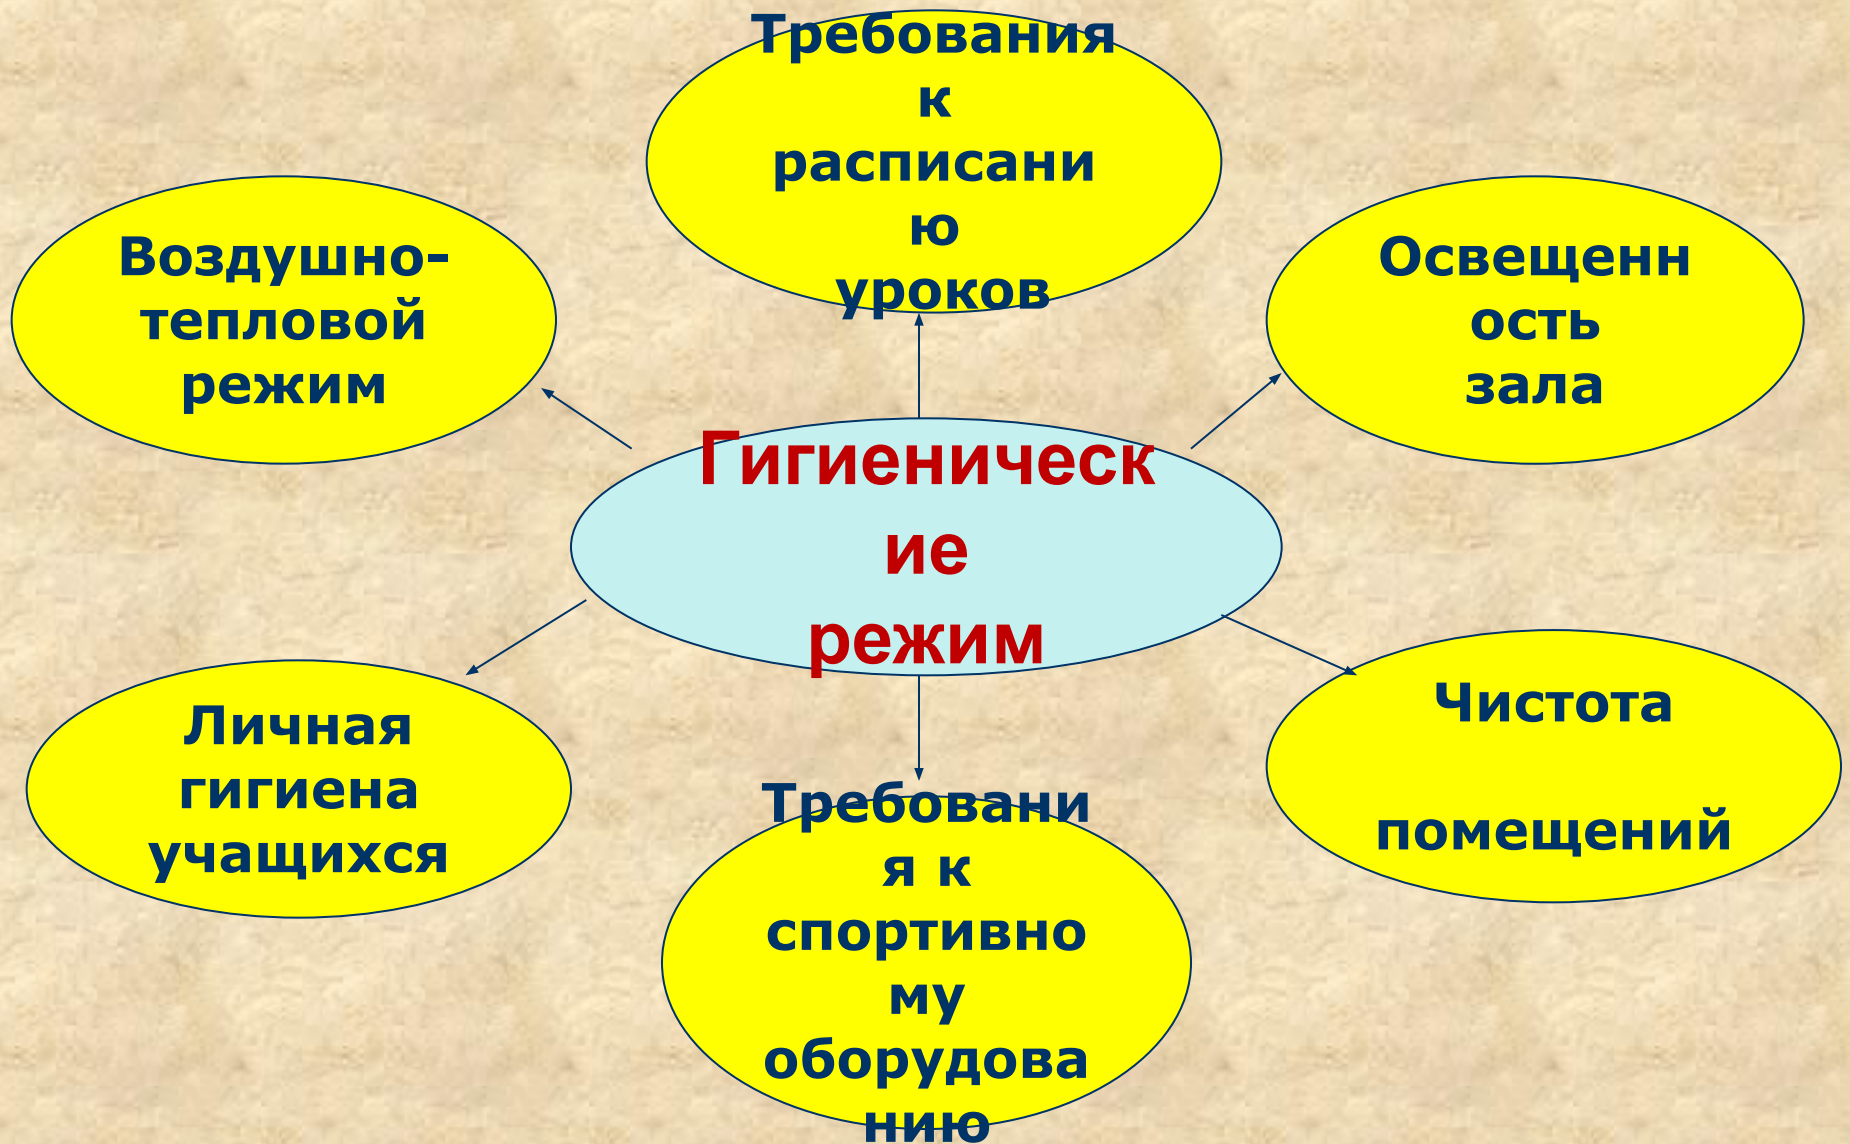 Требования
к
расписани
ю
уроков
Воздушно-
тепловой
режим
Освещенн
ость
зала
Гигиеническ
ие
режим
Личная
гигиена
учащихся
Чистота
помещений
Требовани
я к
спортивно
му
оборудова
нию